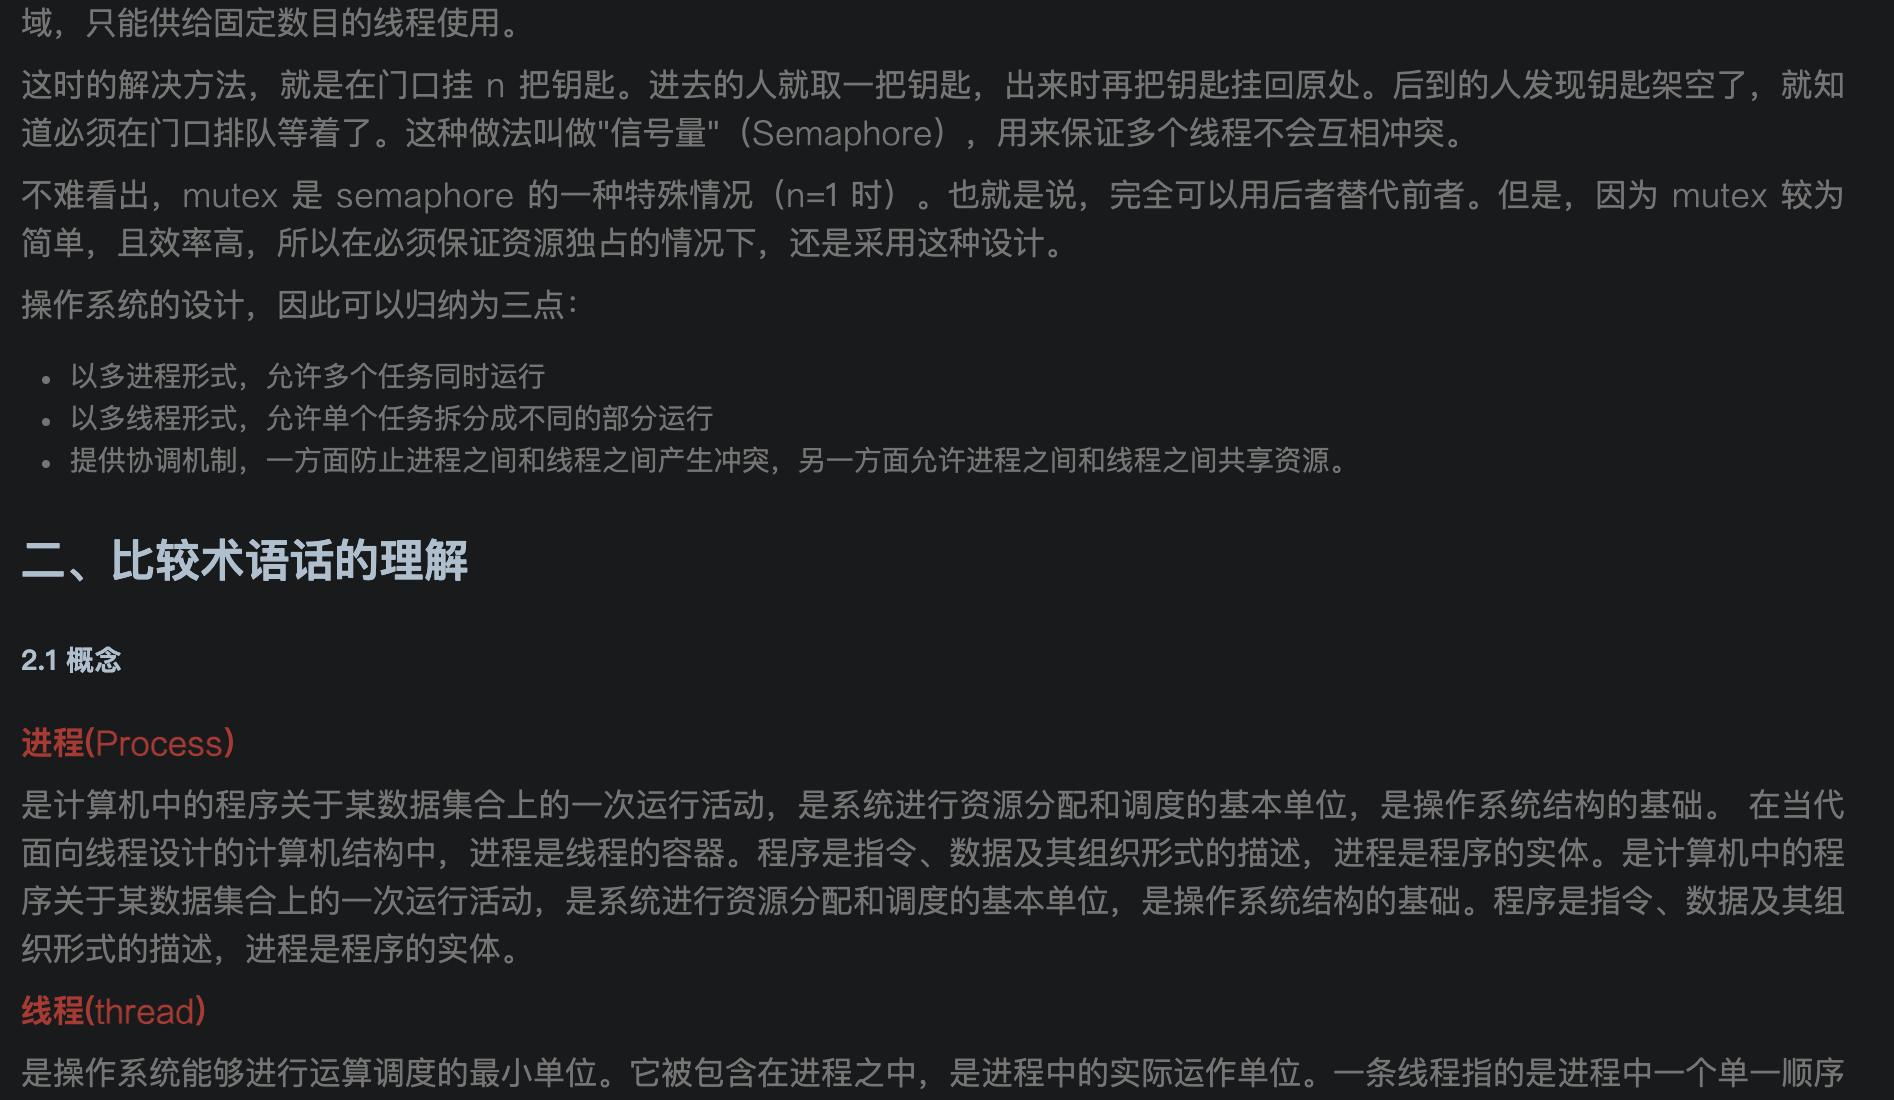 域，只能供给固定数目的线程使用。
这时的解决方法，就是在门口挂 n 把钥匙。进去的人就取一把钥匙，出来时再把钥匙挂回原处。后到的人发现钥匙架空了，就知
道必须在门口排队等着了。这种做法叫做"信号量"（Semaphore），用来保证多个线程不会互相冲突。
不难看出，mutex 是 semaphore 的一种特殊情况（n=1 时）。也就是说，完全可以用后者替代前者。但是，因为 mutex 较为
简单，且效率高，所以在必须保证资源独占的情况下，还是采用这种设计。
操作系统的设计，因此可以归纳为三点：
• 以多进程形式，允许多个任务同时运行
• 以多线程形式，允许单个任务拆分成不同的部分运行
• 提供协调机制，一方面防止进程之间和线程之间产生冲突，另一方面允许进程之间和线程之间共享资源。
二、比较术语话的理解
2.1 概念
进程(Process)
是计算机中的程序关于某数据集合上的一次运行活动，是系统进行资源分配和调度的基本单位，是操作系统结构的基础。 在当代
面向线程设计的计算机结构中，进程是线程的容器。程序是指令、数据及其组织形式的描述，进程是程序的实体。是计算机中的程
序关于某数据集合上的一次运行活动，是系统进行资源分配和调度的基本单位，是操作系统结构的基础。程序是指令、数据及其组
织形式的描述，进程是程序的实体。
线程(thread)
是操作系统能够进行运算调度的最小单位。它被包含在进程之中，是进程中的实际运作单位。一条线程指的是进程中一个单一顺序